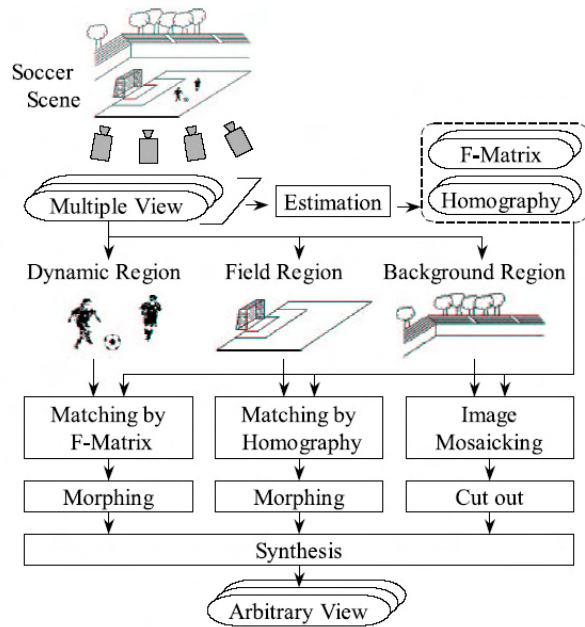 Soccer
Scene
F-Matrix
Multiple View
Estimation
Homography
Dynamic Region
Field Region
Background Region
Matching by
F-Matrix
Matching by
Homography
Image
Mosaicking
Morphing
Morphing
Cut out
Synthesis
Arbitrary View